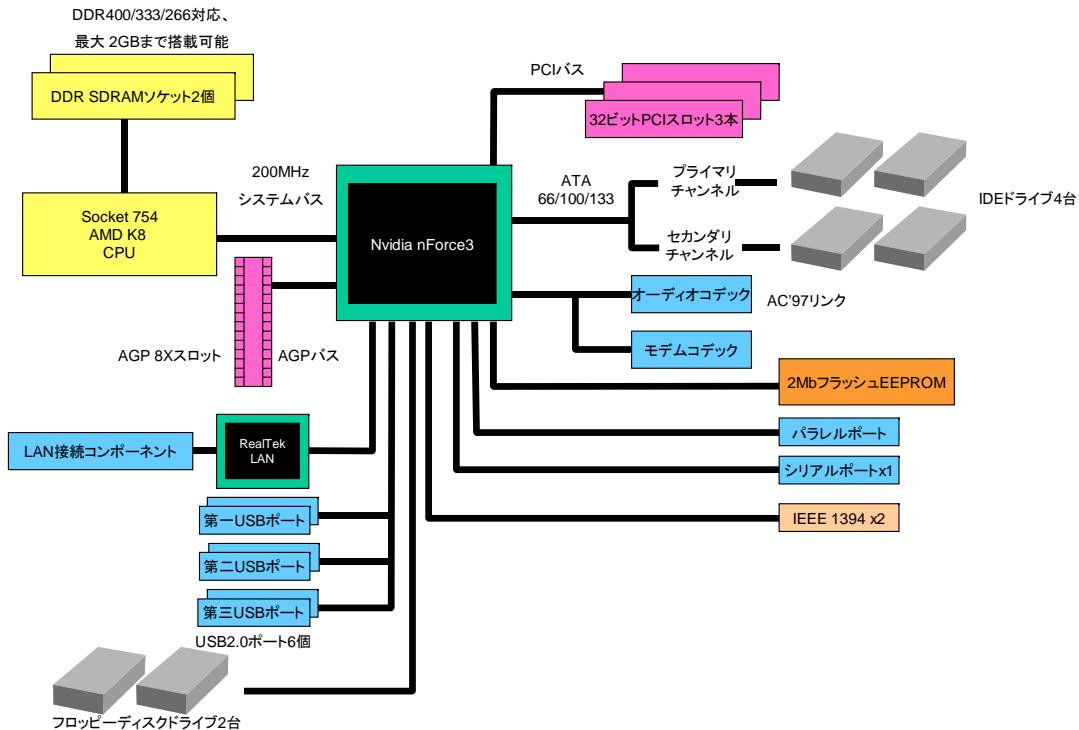 DDR400/333/266対応、
最大 2GBまで搭載可能
DDR SDRAMソケット2個
PCIバス
32ビットPCIスロット3本
200MHz
システムバス
Socket 754
AMD K8
CPU
Nvidia nForce3
ATA
66/100/133
プライマリ
チャンネル
セカンダリ
チャンネル
IDEドライブ4台
オーディオコデック
AC'97リンク
モデムコデック
AGP 8Xスロット
AGPバス
2MbフラッシュEEPROM
LAN接続コンポーネント
RealTek
LAN
パラレルポート
シリアルポートx1
IEEE 1394 x2
第一USBポート
第二USBポート
第三USBポート
USB2.0ポート6個
フロッピーディスクドライブ2台